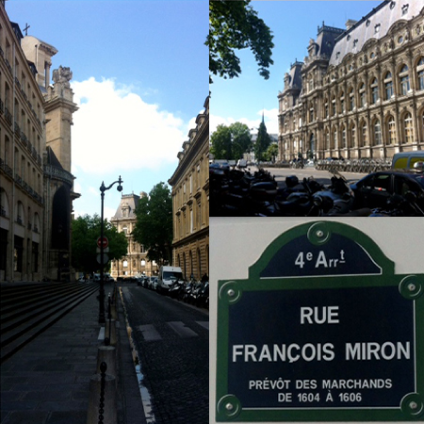 4e Arrt
RUE
FRANÇOIS MIRON
PRÉVÔT DES MARCHANDS
DE 1604 À 1606